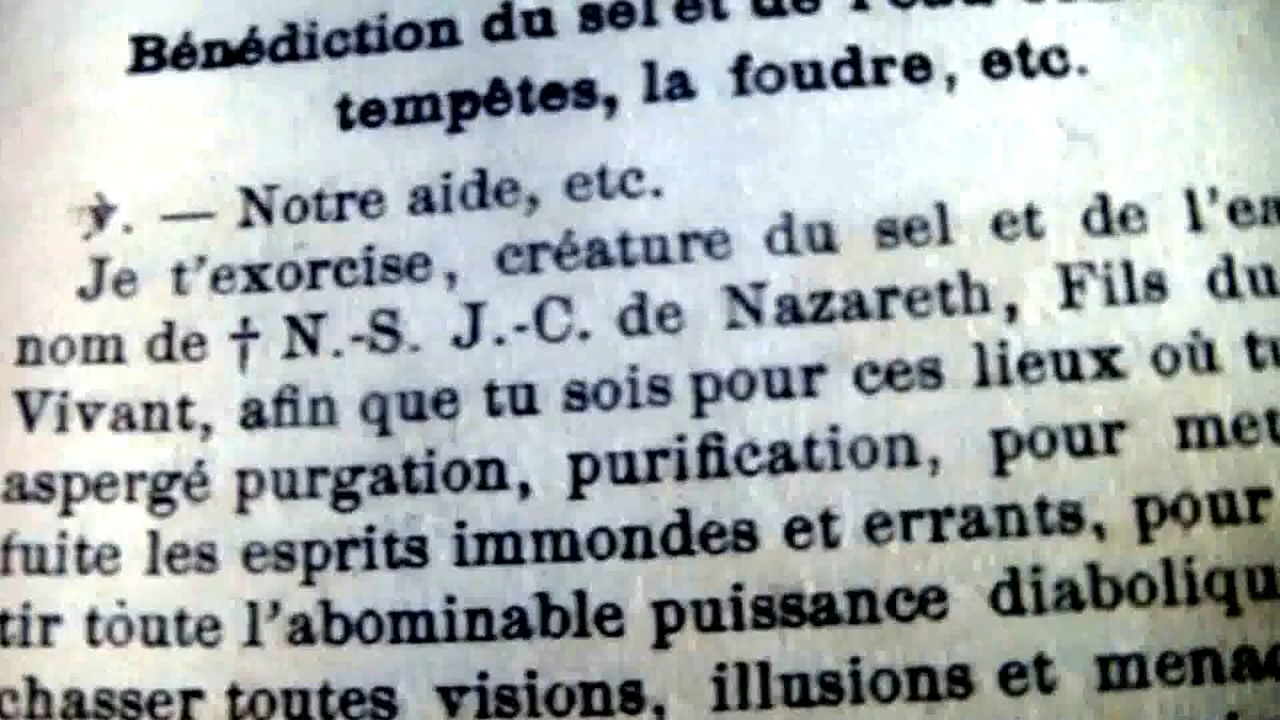 Bénédiction du sel et de l'eau
tempêtes, la foudre, etc.
℣. — Notre aide, etc.
Je t'exorcise, créature du sel et de l'ea
nom de † N.-S. J.-C. de Nazareth, Fils du
Vivant, afin que tu sois pour ces lieux où tu
aspergé purgation, purification, pour met
fuite les esprits immondes et errants, pour
tir toute l'abominable puissance diaboliqu
chasser toutes visions, illusions et menac